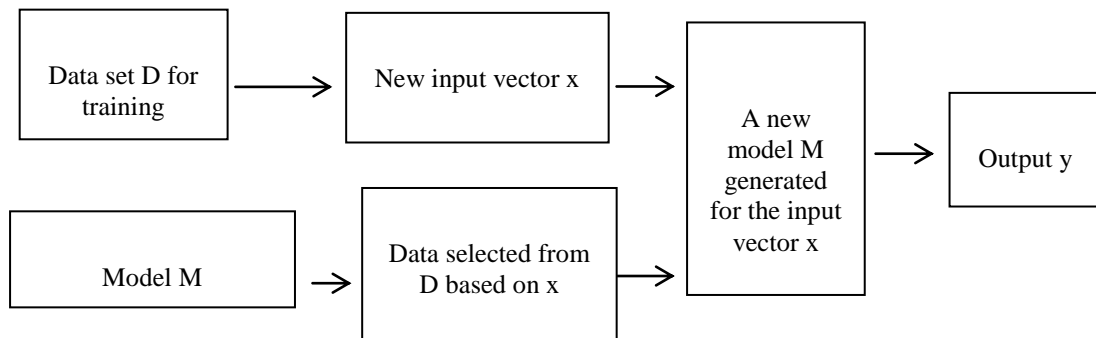 Data set D for
training
New input vector x
A new
model M
generated
for the input
vector x
Output y
Model M
Data selected from
D based on x